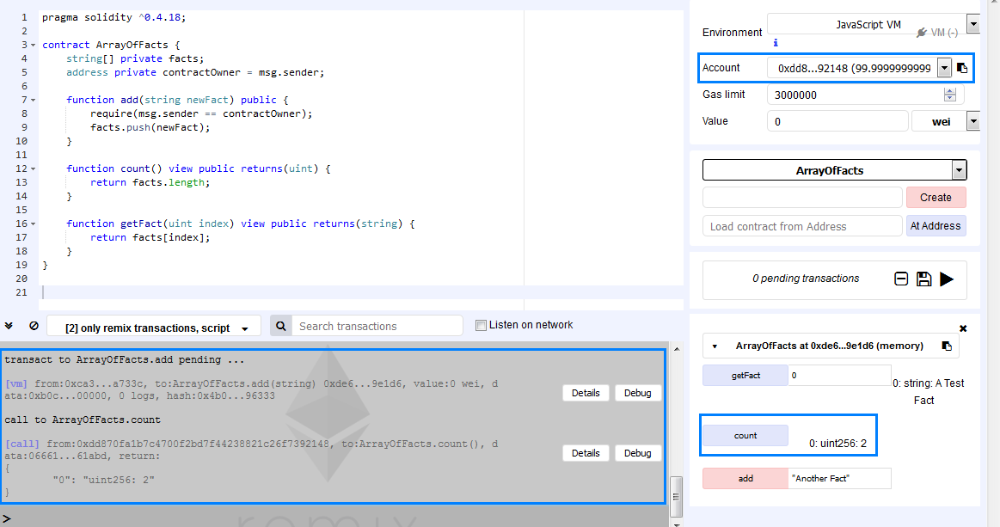 1 pragma solidity ^0.4.18;
2
3 contract ArrayOfFacts {
4 string[] private facts;
5 address private contractOwner = msg.sender;
6
7 function add(string newFact) public {
8 require(msg.sender == contractOwner);
9 facts.push(newFact);
10 }
11
12 function count() view public returns(uint) {
13 return facts.length;
14 }
15
16 function getFact(uint index) view public returns(string) {
17 return facts[index];
18 }
19 }
20
21
[2] only remix transactions, script
Search transactions
Listen on network
transact to ArrayOfFacts.add pending ...
[vm] from:0xca3...a733c, to:ArrayOfFacts.add(string) 0xde6...9e1d6, value:0 wei, d
ata:0xb0c...00000, 0 logs, hash:0x4b0...96333
Details Debug
call to ArrayOfFacts.count
[call] from:0xdd870fa1b7c4700f2bd7f44238821c26f7392148, to:ArrayOfFacts.count(), d
ata:06661...61abd, return:
Details Debug
{
"0": "uint256: 2"
}
remix
>
Environment JavaScript VM VM (-)
i
Account 0xdd8...92148 (99.9999999999
Gas limit 3000000
Value 0 wei
ArrayOfFacts
Create
Load contract from Address At Address
0 pending transactions
ArrayOfFacts at 0xde6...9e1d6 (memory)
getFact 0 0: string: A Test
Fact
count 0: uint256: 2
add "Another Fact"